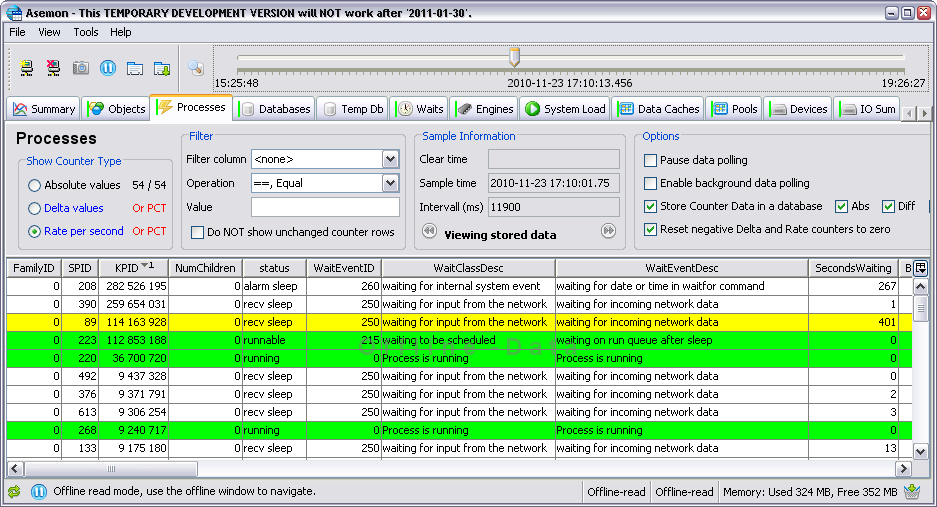 Asemon - This TEMPORARY DEVELOPMENT VERSION will NOT work after '2011-01-30'.
File View Tools Help
15:25:48 2010-11-23 17:10:13.456 19:26:27
Summary Objects Processes Databases Temp Db Waits Engines System Load Data Caches Pools Devices IO Sum
Processes
Show Counter Type
Absolute values 54 / 54
Delta values Or PCT
Rate per second Or PCT
Filter
Filter column <none>
Operation ==, Equal
Value
Do NOT show unchanged counter rows
Sample Information
Clear time
Sample time 2010-11-23 17:10:01.75
Intervall (ms) 11900
Viewing stored data
Options
Pause data polling
Enable background data polling
Store Counter Data in a database Abs Diff
Reset negative Delta and Rate counters to zero
FamilyID SPID KPID 1 NumChildren status WaitEventID WaitClassDesc WaitEventDesc SecondsWaiting B
0 208 282 526 195 0 alarm sleep 260 waiting for internal system event waiting for date or time in waitfor command 267
0 390 259 654 031 0 recv sleep 250 waiting for input from the network waiting for incoming network data 1
0 89 114 163 928 0 recv sleep 250 waiting for input from the network waiting for incoming network data 401
0 223 112 853 188 0 runnable 215 waiting to be scheduled waiting on run queue after sleep 0
0 220 36 700 720 0 running 0 Process is running Process is running 0
0 492 9 437 328 0 recv sleep 250 waiting for input from the network waiting for incoming network data 0
0 376 9 371 791 0 recv sleep 250 waiting for input from the network waiting for incoming network data 2
0 613 9 306 254 0 recv sleep 250 waiting for input from the network waiting for incoming network data 3
0 268 9 240 717 0 running 0 Process is running Process is running 0
0 133 9 175 180 0 recv sleep 250 waiting for input from the network waiting for incoming network data 13
Offline read mode, use the offline window to navigate. Offline-read Offline-read Memory: Used 324 MB, Free 352 MB